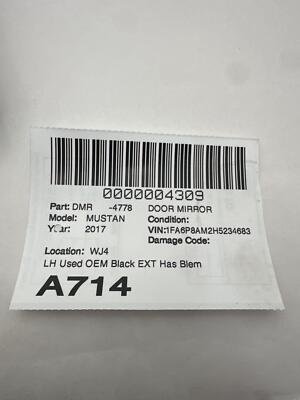 0000004309
Part: DMR -4778 DOOR MIRROR
Model: MUSTAN Condition:
Year: 2017 VIN:1FA6P8AM2H5234683
Damage Code:
Location: WJ4
LH Used OEM Black EXT Has Blem
A714